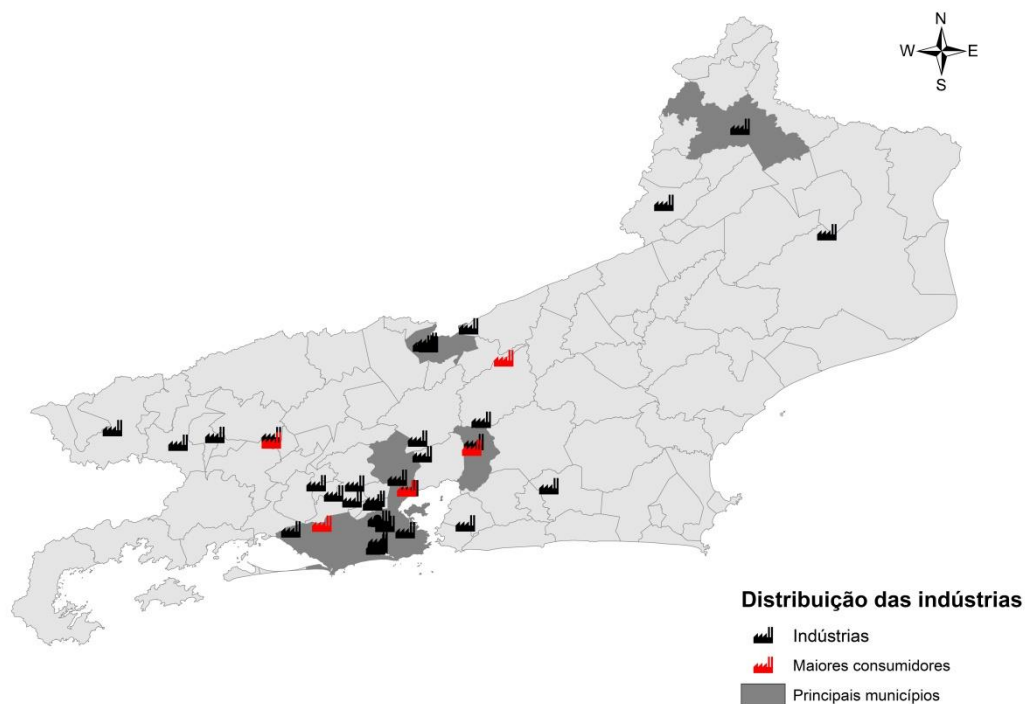 N
W E
S
Distribuição das indústrias
Indústrias
Maiores consumidores
Principais municípios